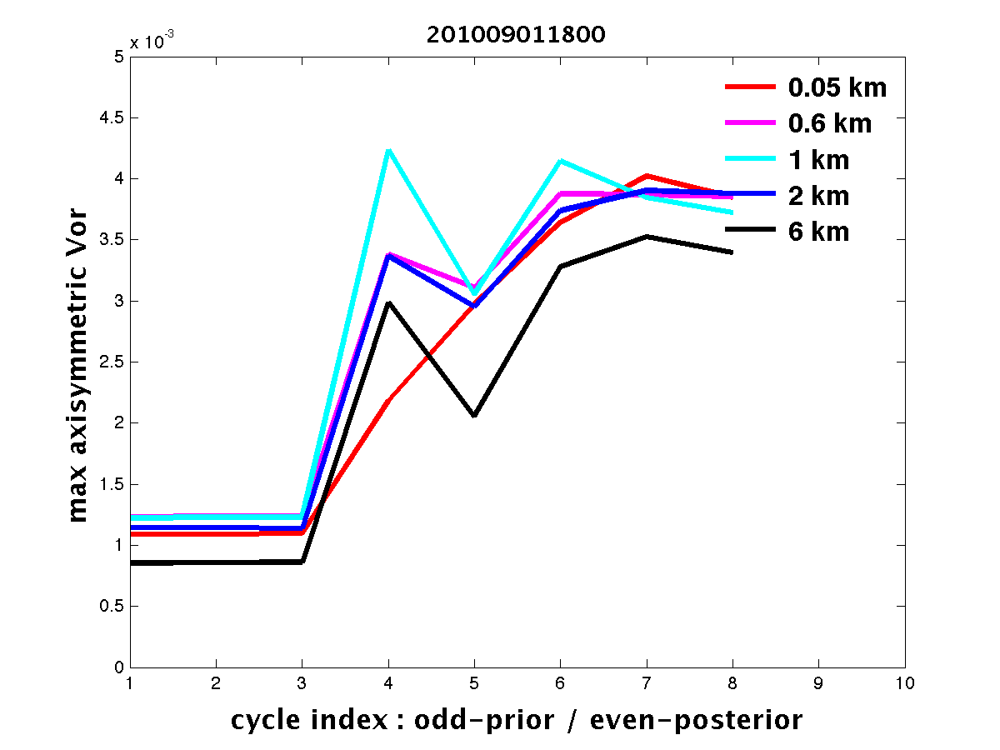 201009011800
x 10-3
5
4.5
4
3.5
3
2.5
2
1.5
1
0.5
0
max axisymmetric Vor
0.05 km
0.6 km
1 km
2 km
6 km
1 2 3 4 5 6 7 8 9 10
cycle index : odd-prior / even-posterior